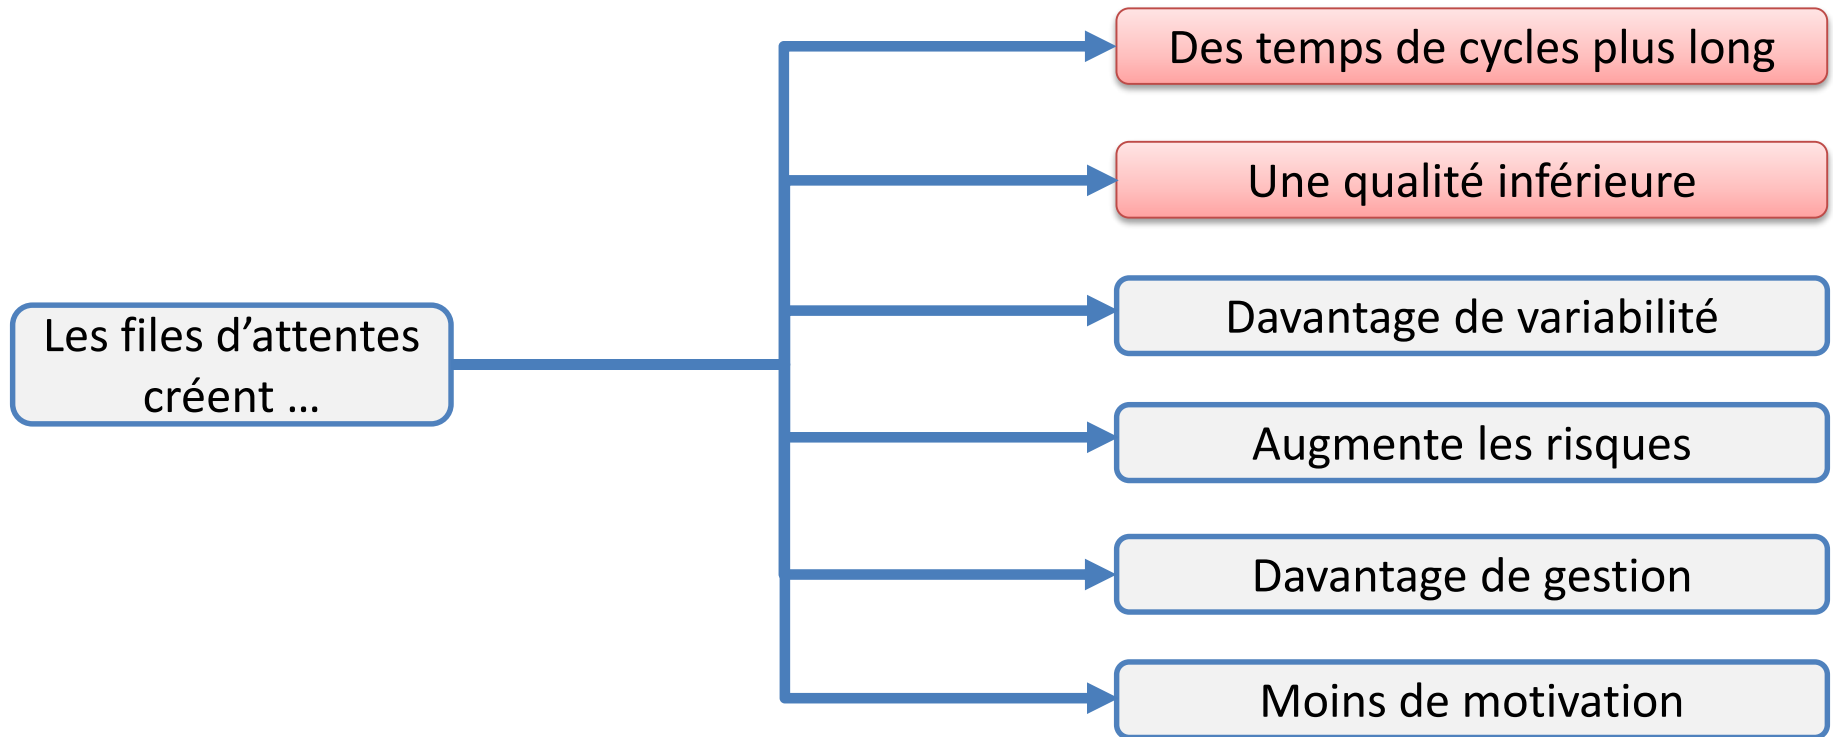 Des temps de cycles plus long
Une qualité inférieure
Les files d’attentes
créent ...
Davantage de variabilité
Augmente les risques
Davantage de gestion
Moins de motivation